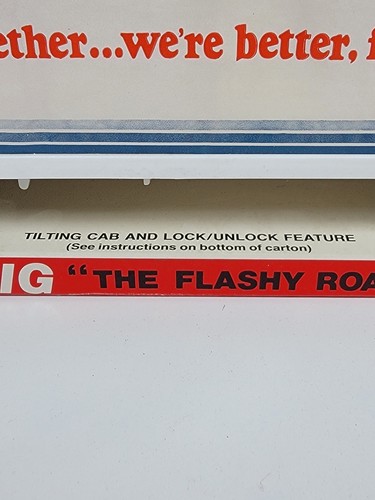 ether...we're better, f
TILTING CAB AND LOCK/UNLOCK FEATURE
(See instructions on bottom of carton)
IG “THE FLASHY ROA